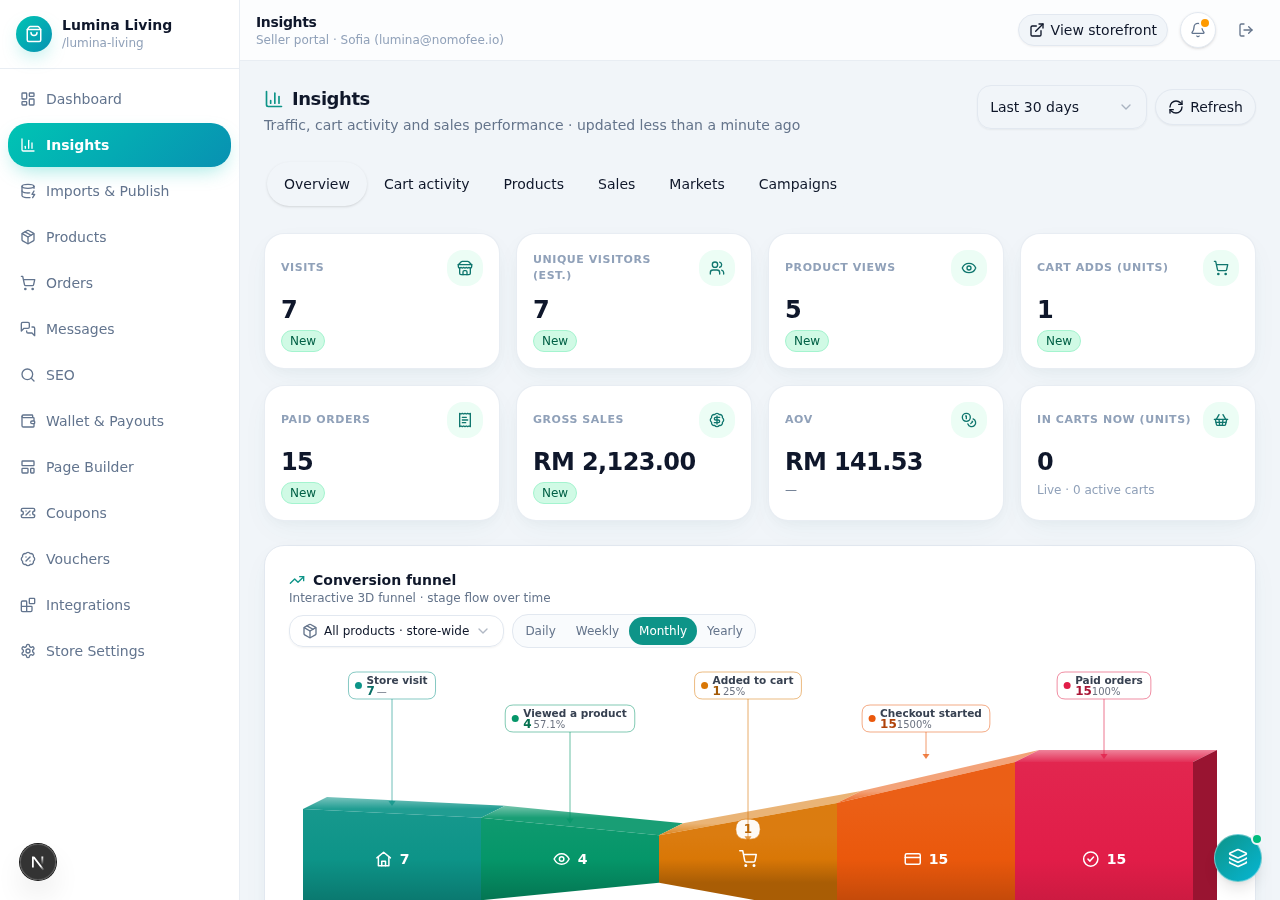 Lumina Living
/lumina-living
Dashboard
Insights
Imports & Publish
Products
Orders
Messages
SEO
Wallet & Payouts
Page Builder
Coupons
Vouchers
Integrations
Store Settings
N
Insights
Seller portal · Sofia (lumina@nomofee.io)
View storefront
Insights
Traffic, cart activity and sales performance · updated less than a minute ago
Last 30 days
Refresh
Overview Cart activity Products Sales Markets Campaigns
VISITS
7
New
UNIQUE VISITORS
(EST.)
7
New
PRODUCT VIEWS
5
New
CART ADDS (UNITS)
1
New
PAID ORDERS
15
New
GROSS SALES
RM 2,123.00
New
AOV
RM 141.53
—
IN CARTS NOW (UNITS)
0
Live · 0 active carts
Conversion funnel
Interactive 3D funnel · stage flow over time
All products · store-wide
Daily Weekly Monthly Yearly
Store visit
7 —
Viewed a product
4 57.1%
Added to cart
1 25%
Checkout started
15 1500%
Paid orders
15 100%
7
4
1
15
15